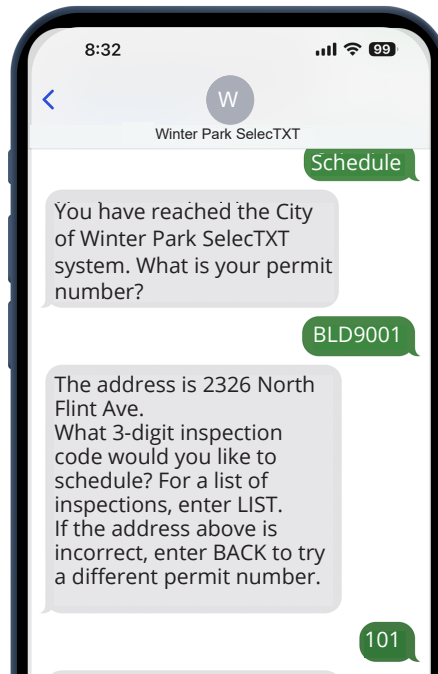 8:32
99
W
Winter Park SelecTXT
Schedule
You have reached the City
of Winter Park SelecTXT
system. What is your permit
number?
BLD9001
The address is 2326 North
Flint Ave.
What 3-digit inspection
code would you like to
schedule? For a list of
inspections, enter LIST.
If the address above is
incorrect, enter BACK to try
a different permit number.
101